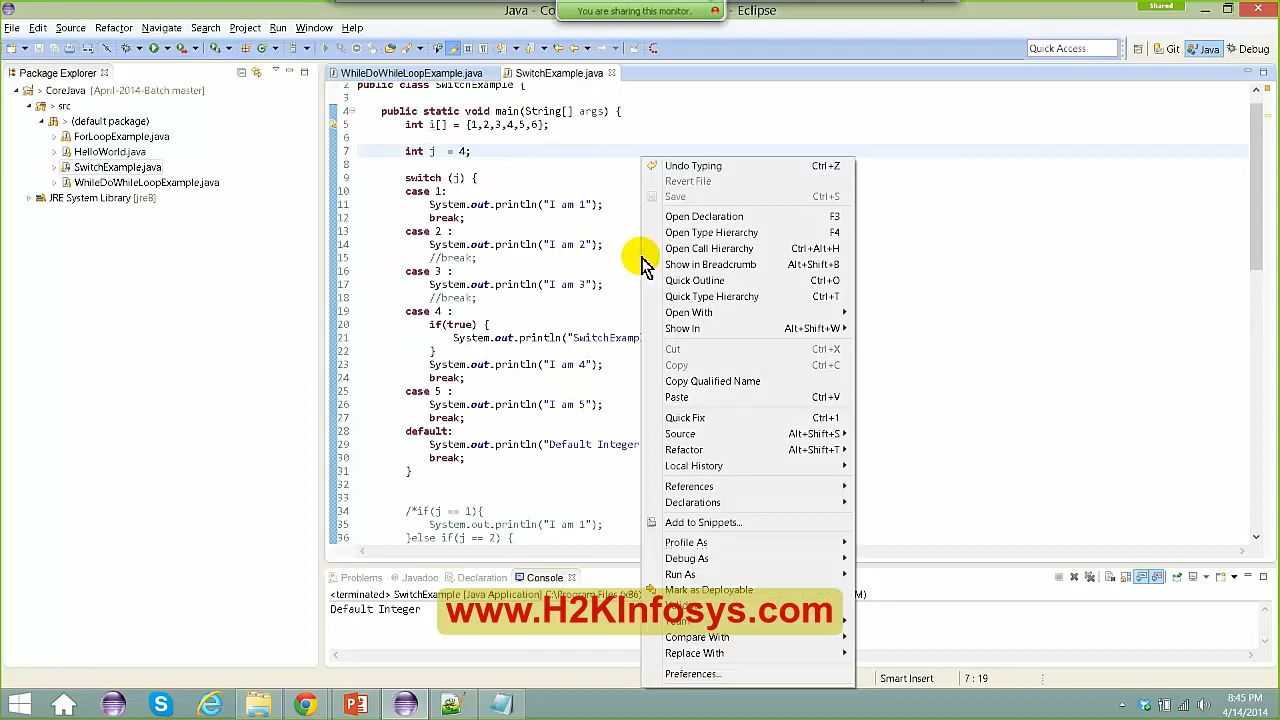 Java - Co
You are sharing this monitor.
- Eclipse
Shared
File Edit Source Refactor Navigate Search Project Run Window Help
Quick Access
Git
Java
Debug
Package Explorer
CoreJava [April-2014-Batch master]
> src
> (default package)
ForLoopExample.java
HelloWorld.java
SwitchExample.java
WhileDoWhileLoopExample.java
JRE System Library [jre8]
WhileDoWhileLoopExample.java
SwitchExample.java
2 public class SwitchExample {
3
4 public static void main(String[] args) {
5 int i[] = {1,2,3,4,5,6};
6
7 int j = 4;
8
9 switch (j) {
10 case 1:
11 System.out.println("I am 1");
12 break;
13 case 2 :
14 System.out.println("I am 2");
15 //break;
16 case 3 :
17 System.out.println("I am 3");
18 //break;
19 case 4 :
20 if(true) {
21 System.out.println("SwitchExamp
22 }
23 System.out.println("I am 4");
24 break;
25 case 5 :
26 System.out.println("I am 5");
27 break;
28 default:
29 System.out.println("Default Integer
30 break;
31 }
32
33
34 /*if(j == 1){
35 System.out.println("I am 1");
36 }else if(j == 2) {
Undo Typing Ctrl+Z
Revert File
Save Ctrl+S
Open Declaration F3
Open Type Hierarchy F4
Open Call Hierarchy Ctrl+Alt+H
Show in Breadcrumb Alt+Shift+B
Quick Outline Ctrl+O
Quick Type Hierarchy Ctrl+T
Open With
Show In Alt+Shift+W
Cut Ctrl+X
Copy Ctrl+C
Copy Qualified Name
Paste Ctrl+V
Quick Fix Ctrl+1
Source Alt+Shift+S
Refactor Alt+Shift+T
Local History
References
Declarations
Add to Snippets...
Profile As
Debug As
Run As
Mark as Deployable
Team
Compare With
Replace With
Preferences...
Problems
Javadoc
Declaration
Console
<terminated> SwitchExample [Java Application] C:\Program Files (x86)
M)
Default Integer
www.H2KInfosys.com
Smart Insert
7 : 19
8:45 PM
4/14/2014